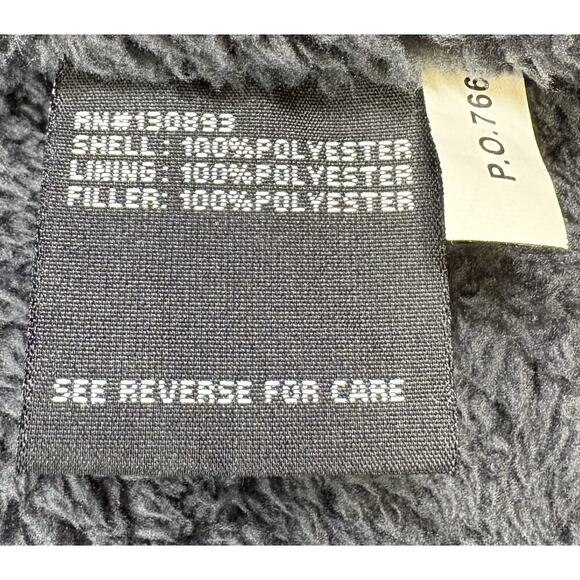 RN#130893
SHELL: 100%POLYESTER
LINING: 100%POLYESTER
FILLER: 100%POLYESTER
SEE REVERSE FOR CARE
P.O.766